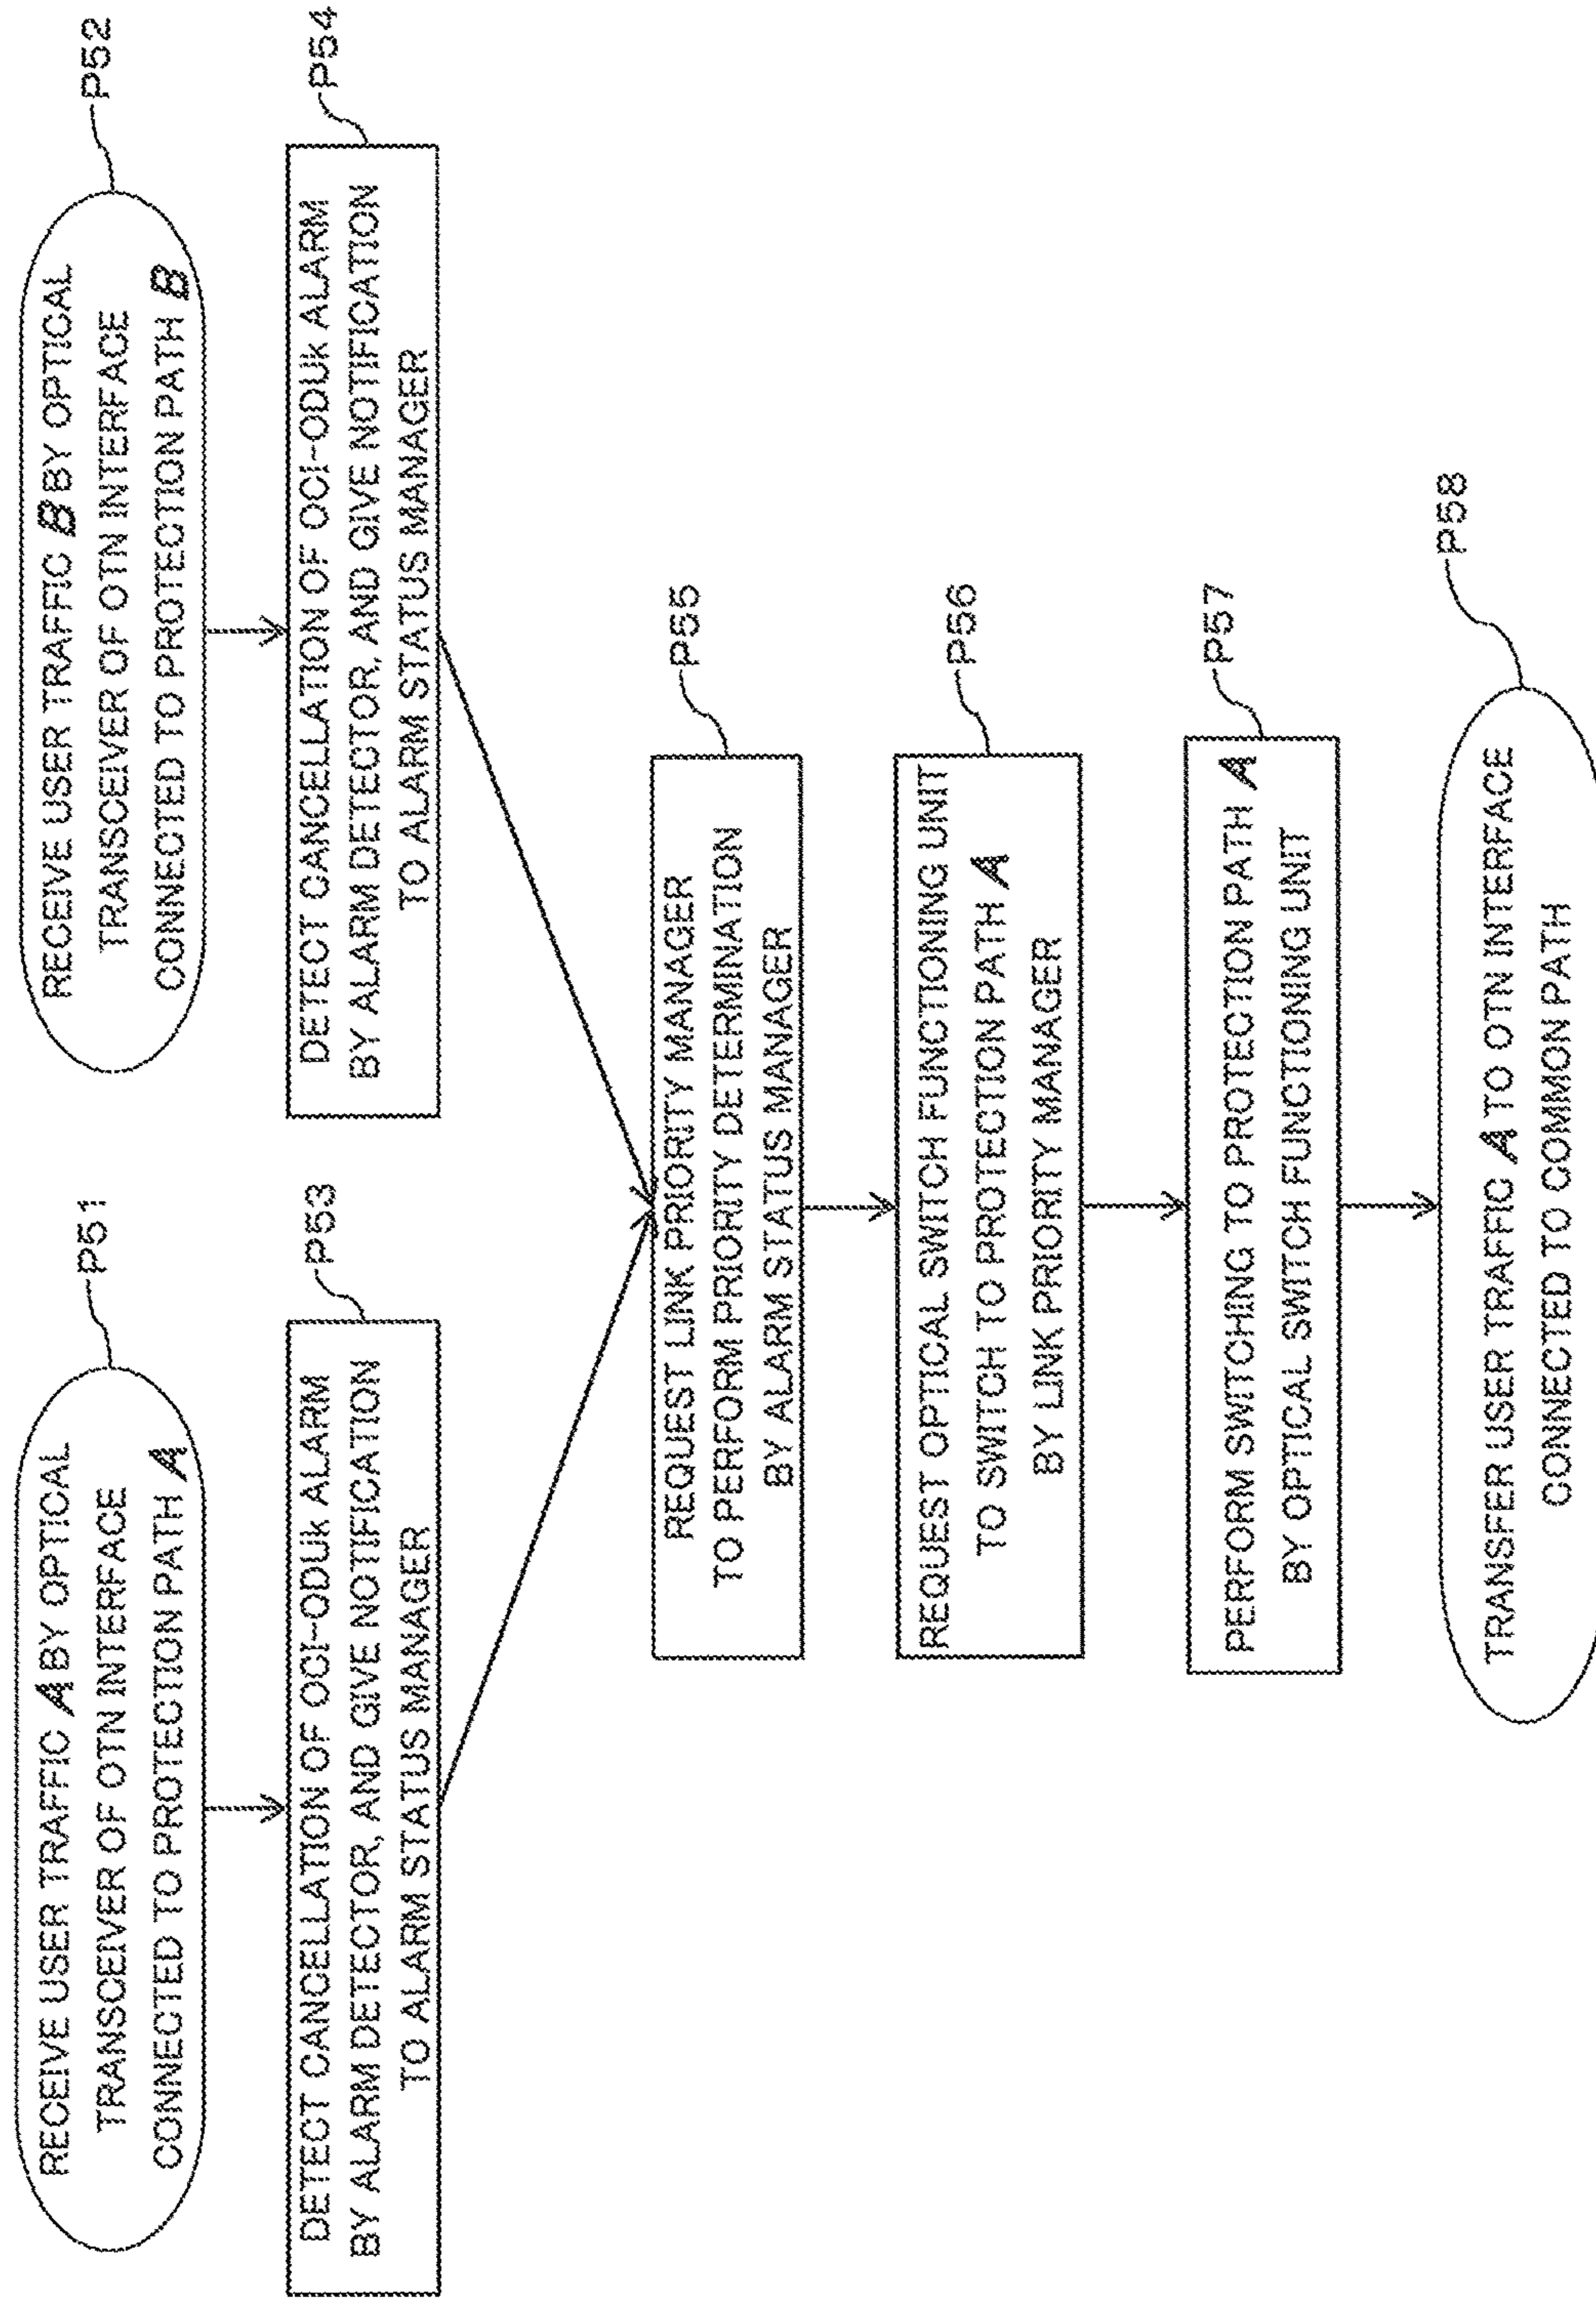 P51
RECEIVE USER TRAFFIC A BY OPTICAL
TRANSCEIVER OF OTN INTERFACE
CONNECTED TO PROTECTION PATH A
P52
RECEIVE USER TRAFFIC B BY OPTICAL
TRANSCEIVER OF OTN INTERFACE
CONNECTED TO PROTECTION PATH B
P53
DETECT CANCELLATION OF OCI-ODUk ALARM
BY ALARM DETECTOR, AND GIVE NOTIFICATION
TO ALARM STATUS MANAGER
P54
DETECT CANCELLATION OF OCI-ODUk ALARM
BY ALARM DETECTOR, AND GIVE NOTIFICATION
TO ALARM STATUS MANAGER
P55
REQUEST LINK PRIORITY MANAGER
TO PERFORM PRIORITY DETERMINATION
BY ALARM STATUS MANAGER
P56
REQUEST OPTICAL SWITCH FUNCTIONING UNIT
TO SWITCH TO PROTECTION PATH A
BY LINK PRIORITY MANAGER
P57
PERFORM SWITCHING TO PROTECTION PATH A
BY OPTICAL SWITCH FUNCTIONING UNIT
P58
TRANSFER USER TRAFFIC A TO OTN INTERFACE
CONNECTED TO COMMON PATH